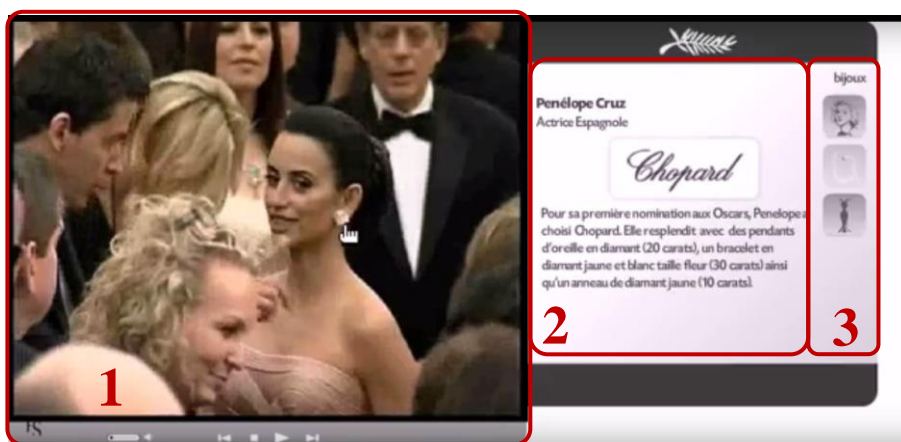 bijoux
Penélope Cruz
Actrice Espagnole
Chopard
Pour sa première nomination aux Oscars, Penelope a
choisi Chopard. Elle resplendit avec des pendants
d'oreille en diamant (20 carats), un bracelet en
diamant jaune et blanc taille fleur (30 carats) ainsi
qu'un anneau de diamant jaune (10 carats).
1
2
3